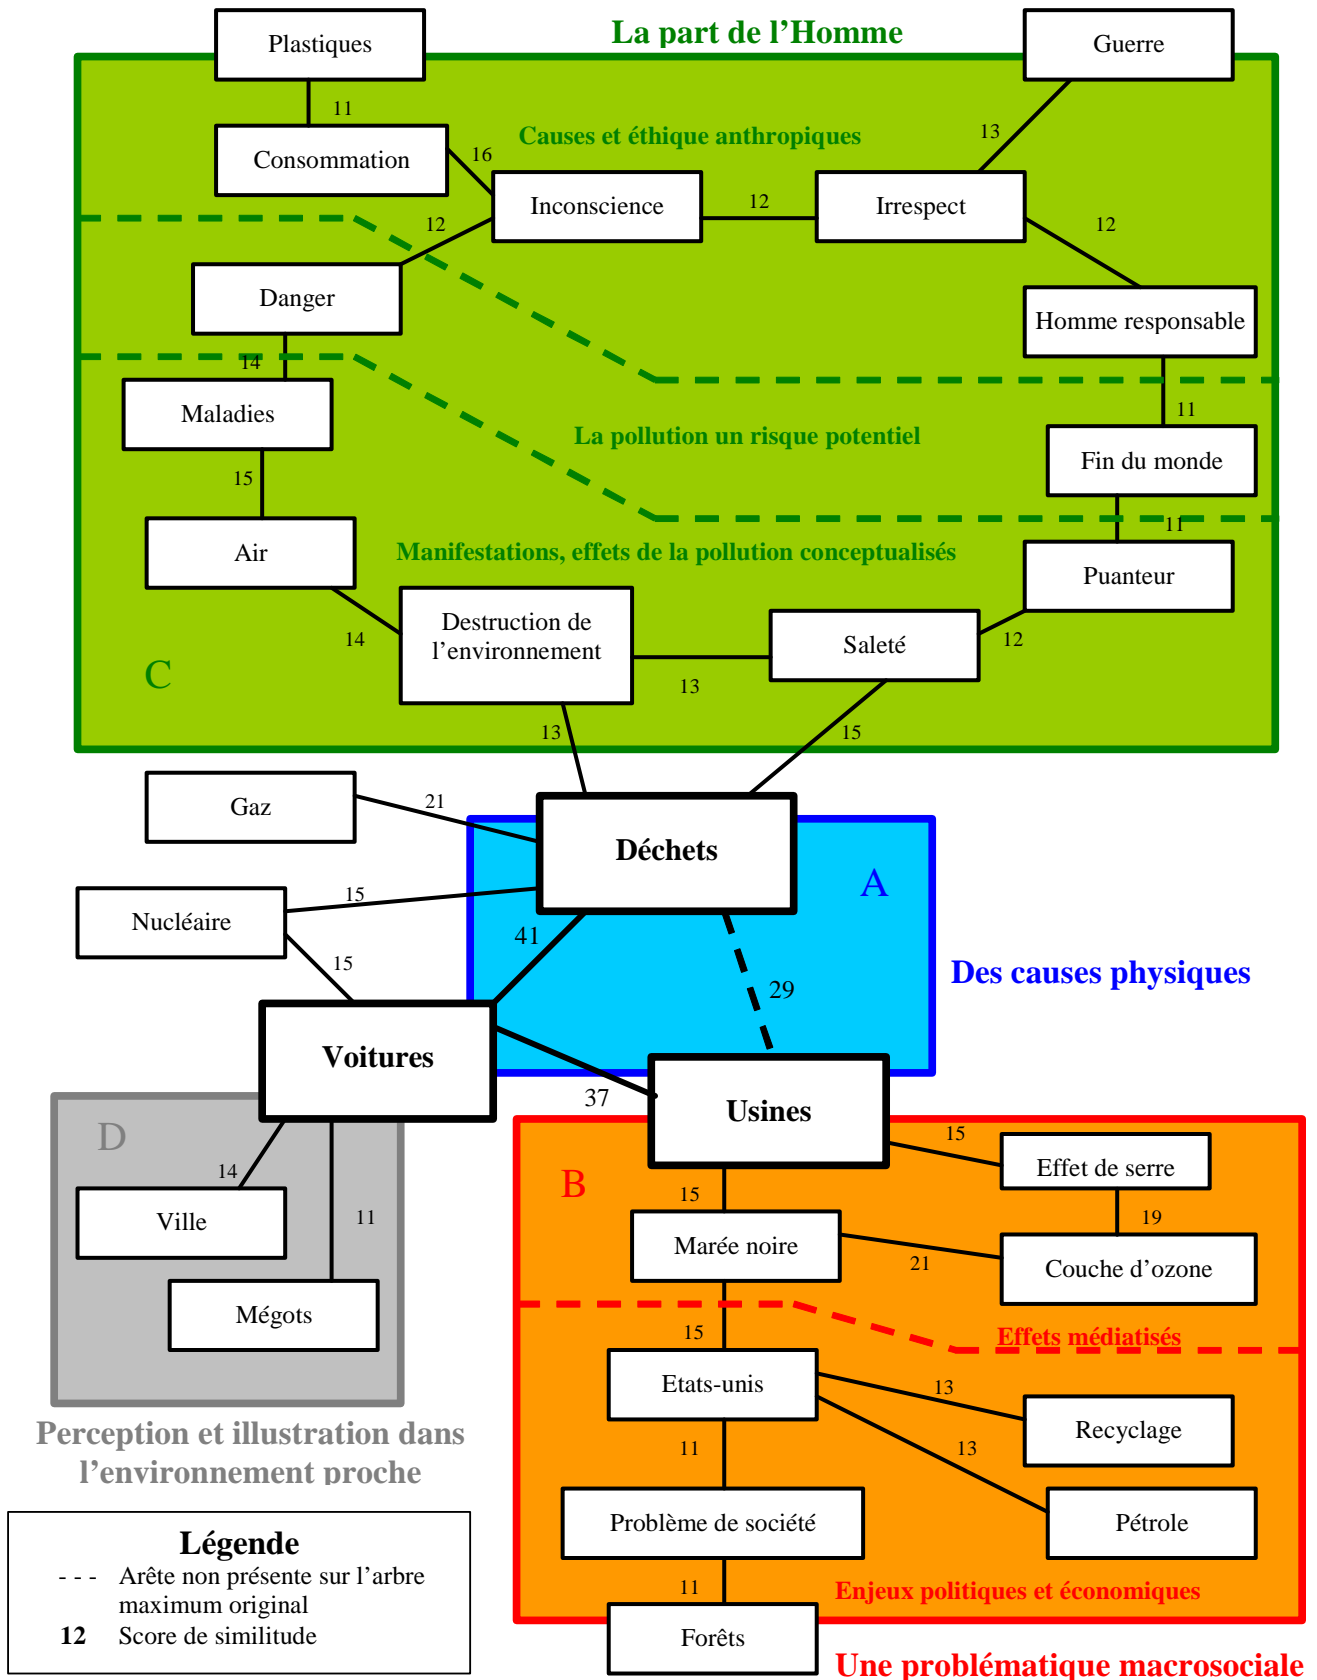 La part de l’Homme
Plastiques
Guerre
11
13
Causes et éthique anthropiques
Consommation
16
Inconscience
12
Irrespect
12
12
Danger
Homme responsable
14
Maladies
11
La pollution un risque potentiel
Fin du monde
15
11
Air
Manifestations, effets de la pollution conceptualisés
Puanteur
Destruction de
l’environnement
14
Saleté
12
C
13
13
15
Gaz
21
Déchets
A
15
Nucléaire
41
15
29
Des causes physiques
Voitures
37
Usines
D
15
Effet de serre
14
B
15
Ville
11
19
Marée noire
21
Couche d’ozone
Mégots
15
Effets médiatisés
Etats-unis
13
Recyclage
Perception et illustration dans
l’environnement proche
11
13
Problème de société
Pétrole
Légende
- - - Arête non présente sur l’arbre
maximum original
12 Score de similitude
11
Enjeux politiques et économiques
Forêts
Une problématique macrosociale